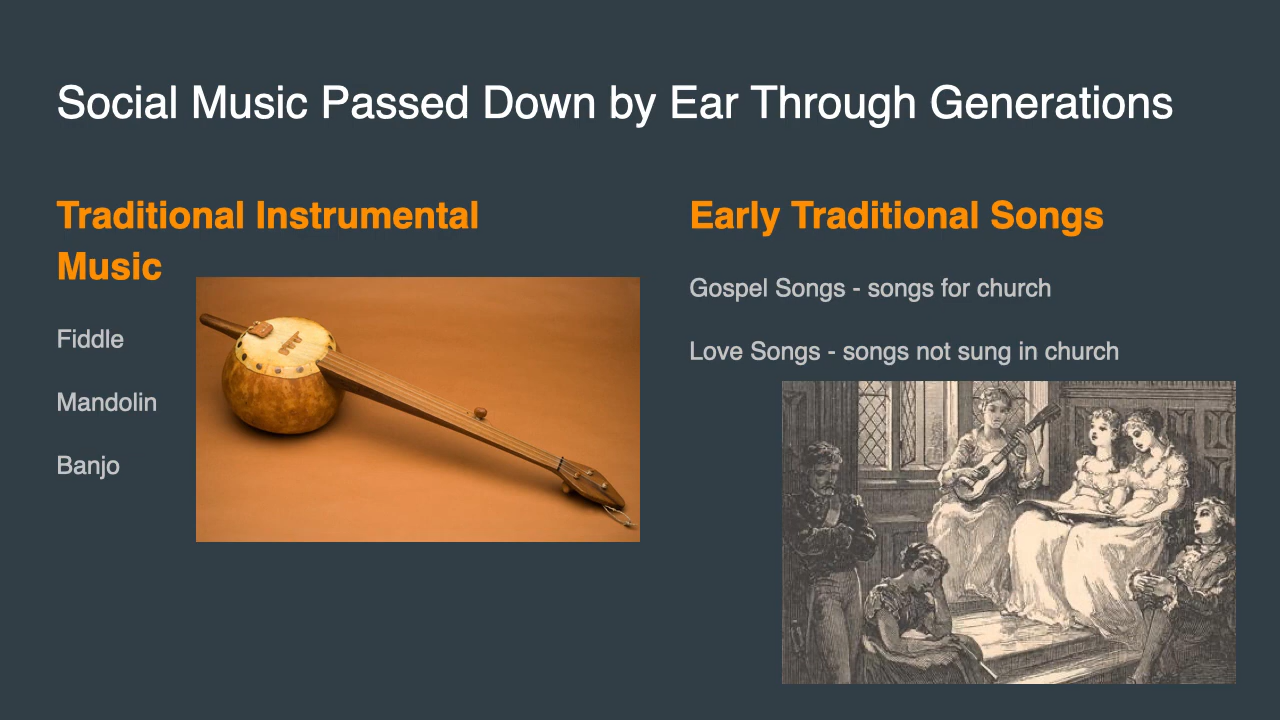 Social Music Passed Down by Ear Through Generations
Traditional Instrumental
Music
Fiddle
Mandolin
Banjo
Early Traditional Songs
Gospel Songs - songs for church
Love Songs - songs not sung in church